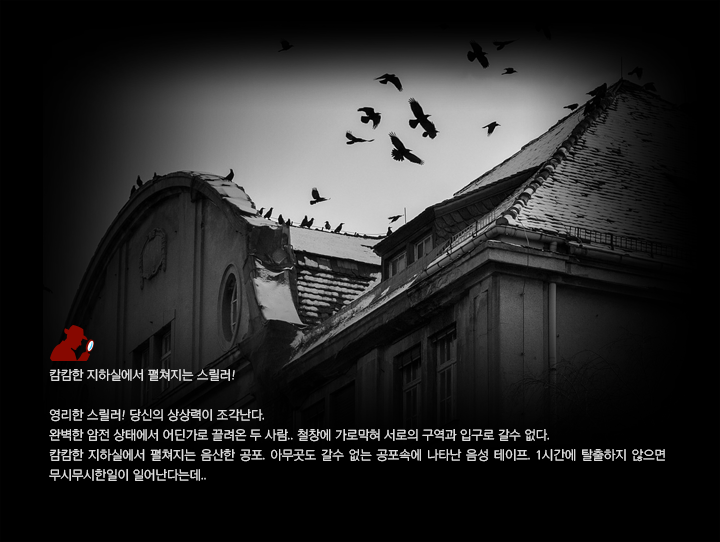 캄캄한 지하실에서 펼쳐지는 스릴러!
영리한 스릴러! 당신의 상상력이 조각난다.
완벽한 암전 상태에서 어딘가로 끌려온 두 사람.. 철창에 가로막혀 서로의 구역과 입구로 갈수 없다.
캄캄한 지하실에서 펼쳐지는 음산한 공포. 아무곳도 갈수 없는 공포속에 나타난 음성 테이프. 1시간에 탈출하지 않으면
무시무시한일이 일어난다는데..